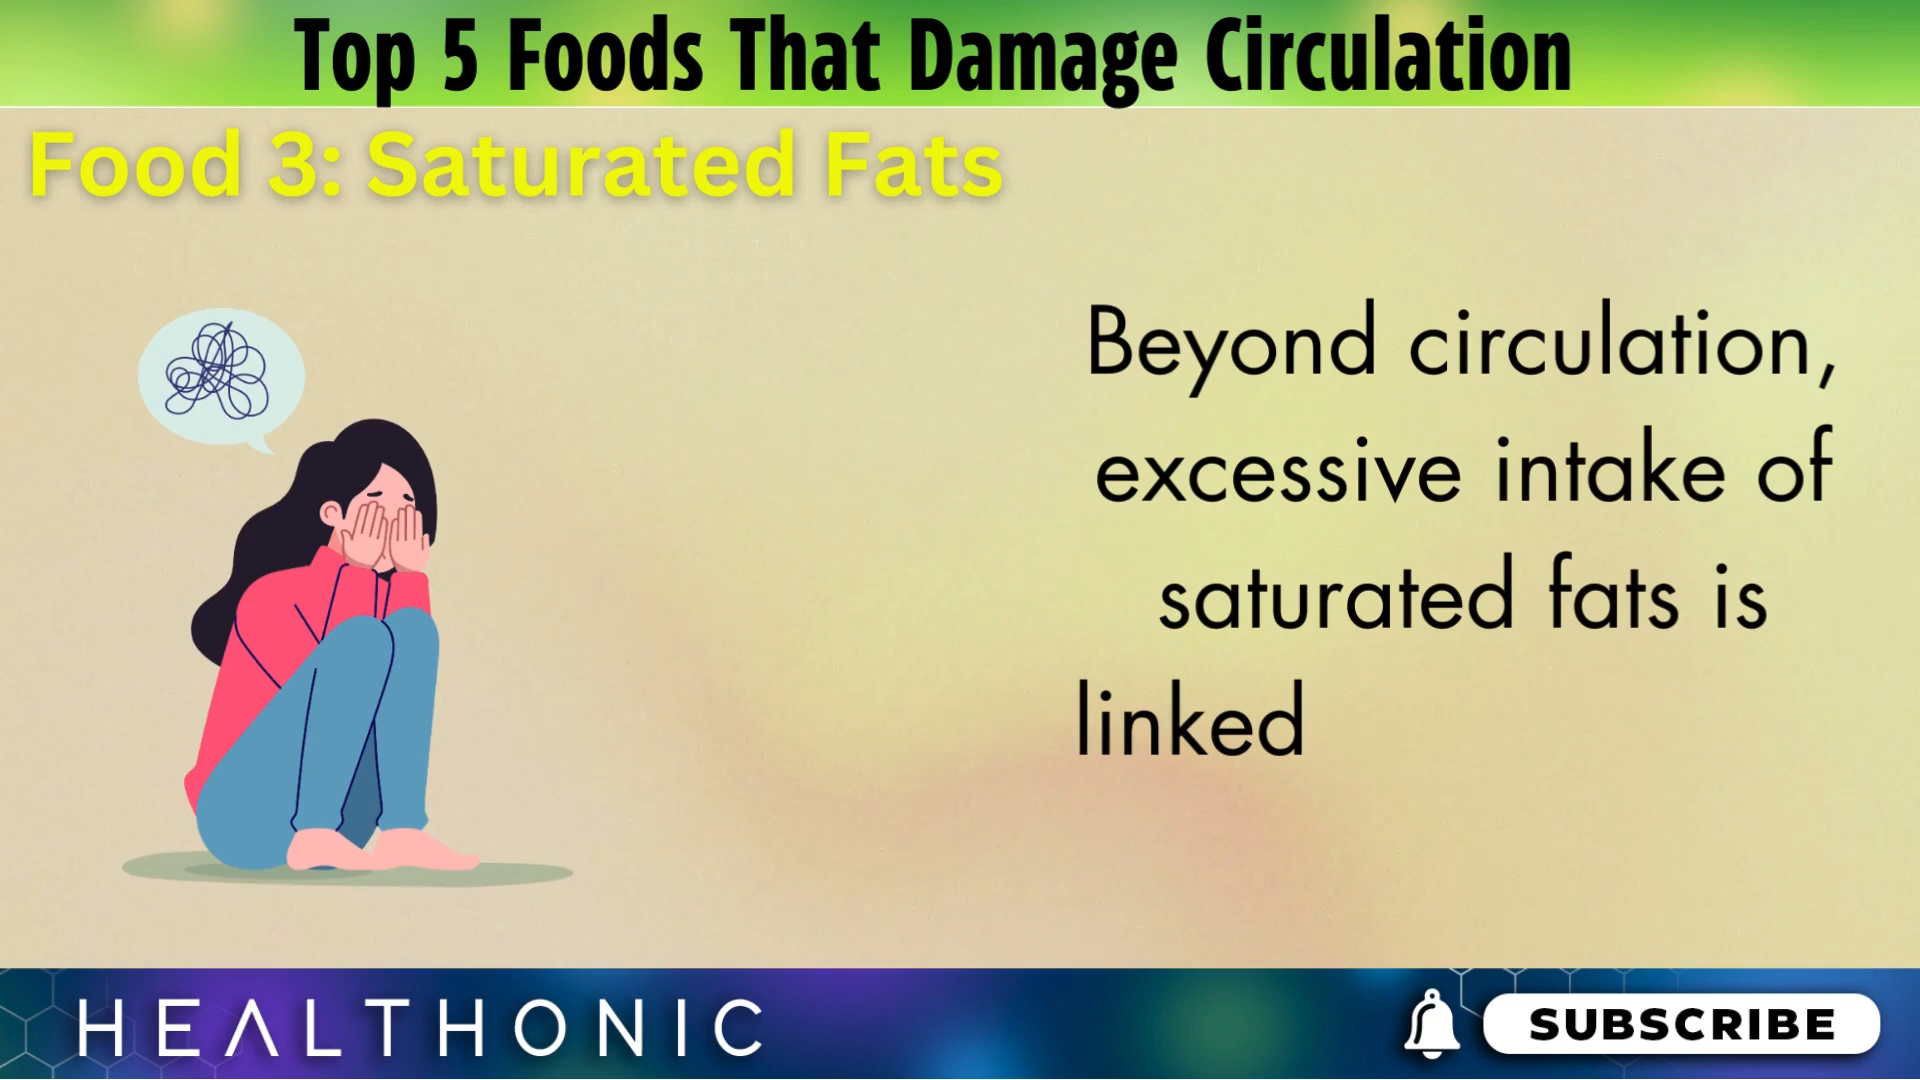 Top 5 Foods That Damage Circulation
Food 3: Saturated Fats
Beyond circulation,
excessive intake of
saturated fats is
linked
HEALTHONIC
SUBSCRIBE